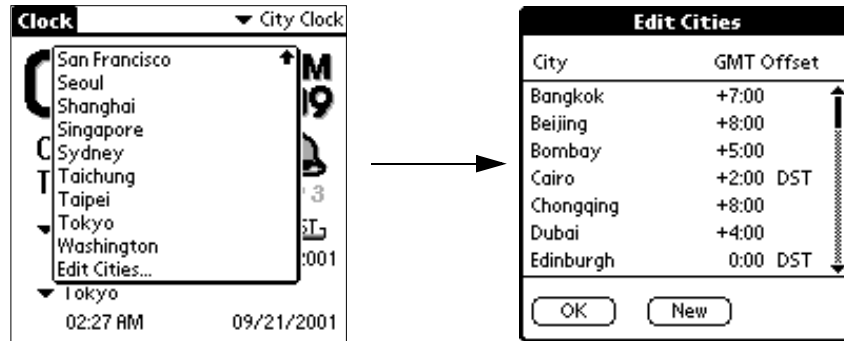 Clock
City Clock
San Francisco
Seoul
Shanghai
Singapore
Sydney
Taichung
Taipei
Tokyo
Washington
Edit Cities...
Tokyo
02:27 AM 09/21/2001
Edit Cities
City GMT Offset
Bangkok +7:00
Beijing +8:00
Bombay +5:00
Cairo +2:00 DST
Chongqing +8:00
Dubai +4:00
Edinburgh 0:00 DST
OK New